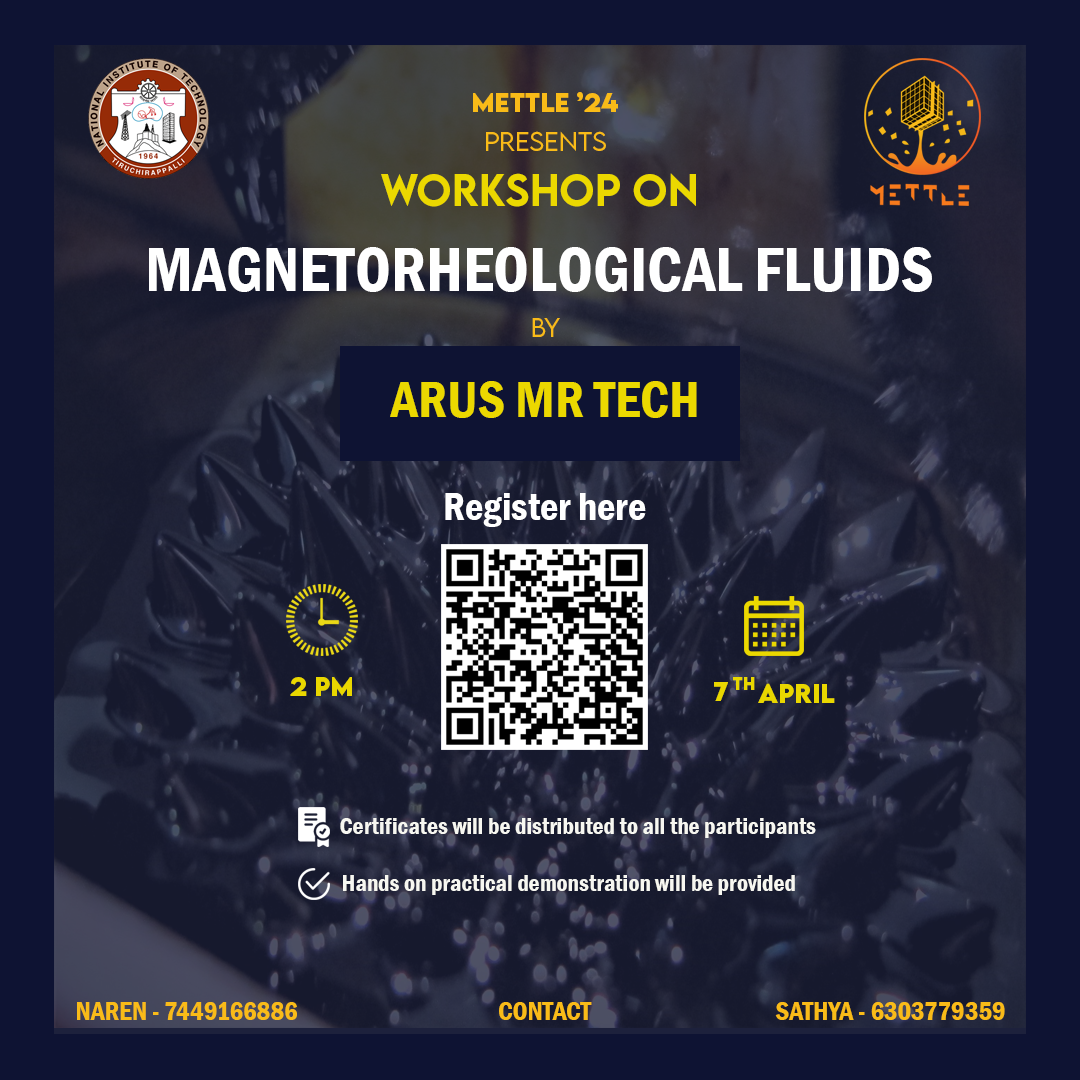 NATIONAL INSTITUTE OF TECHNOLOGY
1964
TIRUCHIRAPPALLI
METTLE
METTLE ’24
PRESENTS
WORKSHOP ON
MAGNETORHEOLOGICAL FLUIDS
BY
ARUS MR TECH
Register here
2 PM
7TH APRIL
Certificates will be distributed to all the participants
Hands on practical demonstration will be provided
NAREN - 7449166886
CONTACT
SATHYA - 6303779359